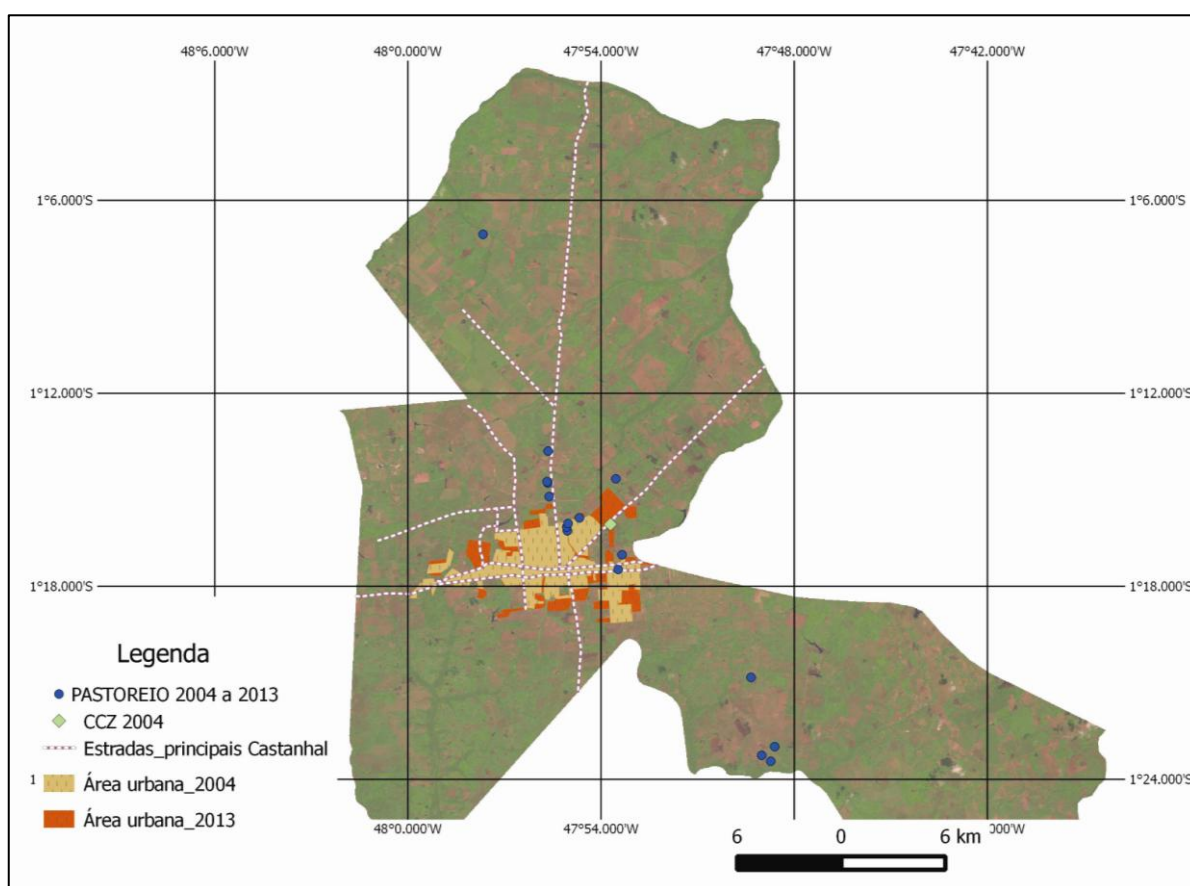 48°6.000'W 48°0.000'W 47°54.000'W 47°48.000'W 47°42.000'W
1°6.000'S 1°6.000'S
1°12.000'S 1°12.000'S
1°18.000'S 1°18.000'S
Legenda
PASTOREIO 2004 a 2013
CCZ 2004
Estradas_principais Castanhal
1 Área urbana_2004 1°24.000'S
Área urbana_2013
48°0.000'W 47°54.000'W .000'W
6 0 6 km